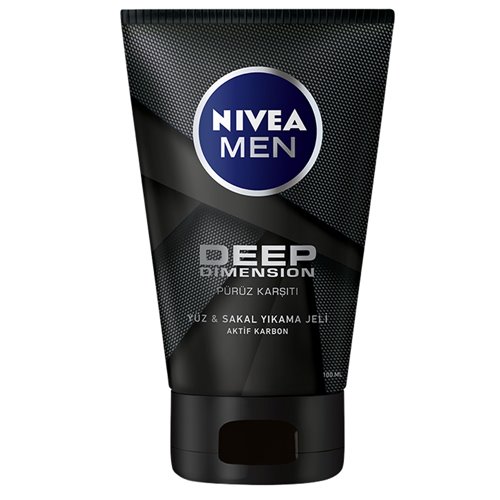 NIVEA
MEN
DEEP
DIMENSION
PÜRÜZ KARŞITI
YÜZ & SAKAL YIKAMA JELİ
AKTİF KARBON
100 ML